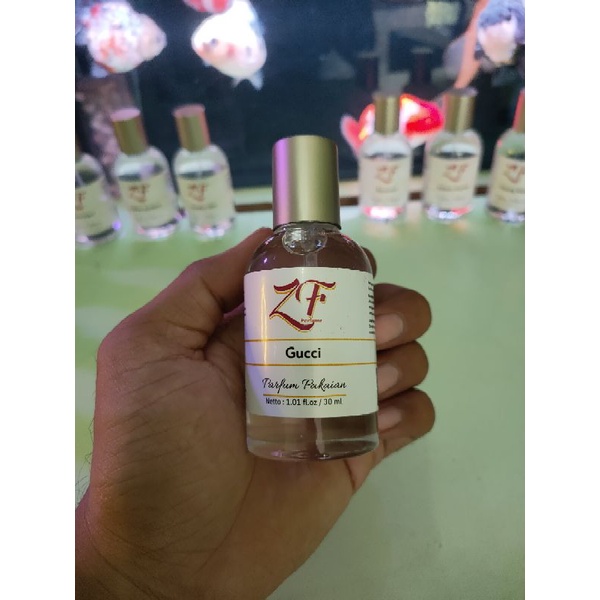 ZF
Gucci
Parfum Pakaian
Netto : 1.01 fl.oz / 30 ml